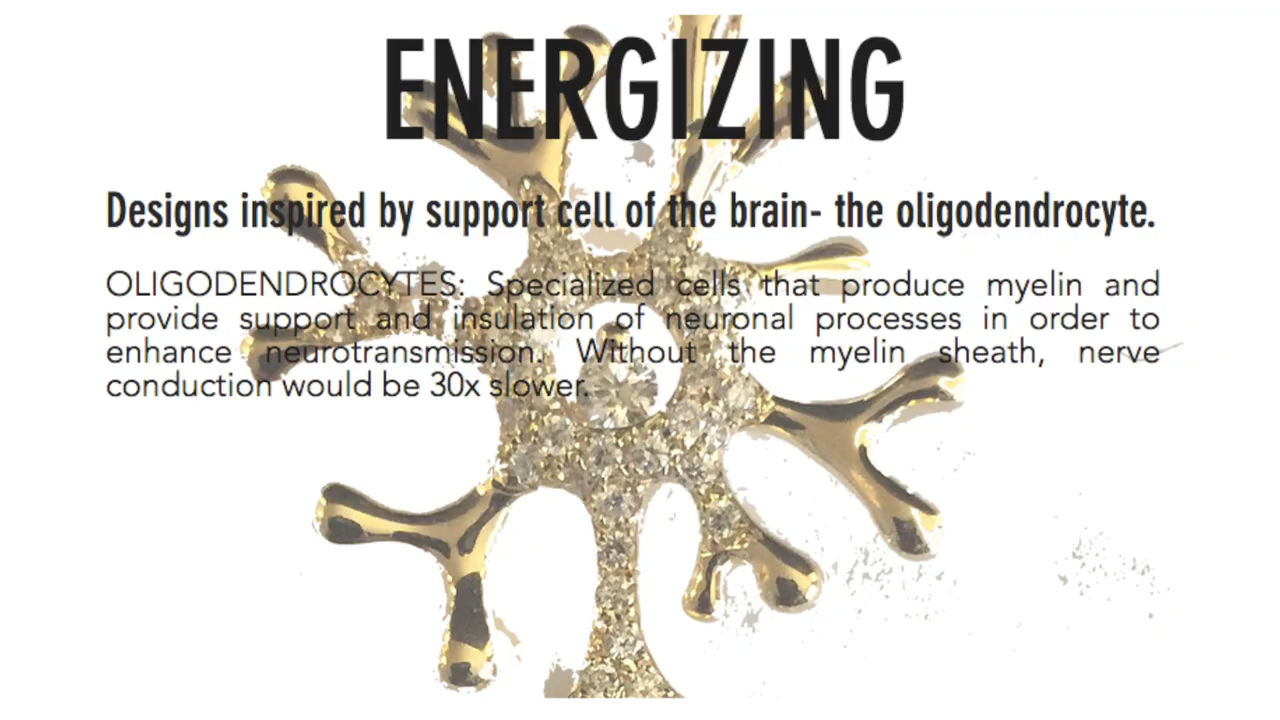 ENERGIZING
Designs inspired by support cell of the brain- the oligodendrocyte.
OLIGODENDROCYTES: Specialized cells that produce myelin and
provide support and insulation of neuronal processes in order to
enhance neurotransmission. Without the myelin sheath, nerve
conduction would be 30x slower.